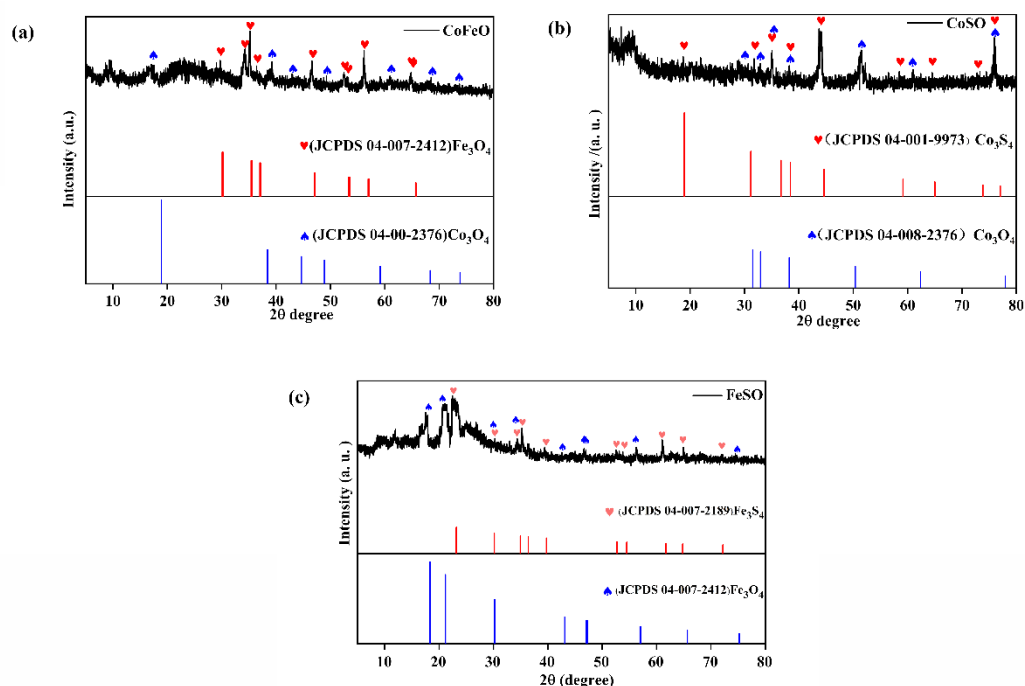 (a)
CoFeO
Intensity (a.u.)
♥(JCPDS 04-007-2412)Fe₃O₄
♠(JCPDS 04-00-2376)Co₃O₄
10 20 30 40 50 60 70 80
2θ degree
(b)
CoSO
Intensity /(a. u. )
♥（JCPDS 04-001-9973）Co₃S₄
♠（JCPDS 04-008-2376）Co₃O₄
10 20 30 40 50 60 70 80
2θ degree
(c)
FeSO
Intensity (a. u.)
♥(JCPDS 04-007-2189)Fe₃S₄
♠(JCPDS 04-007-2412)Fe₃O₄
10 20 30 40 50 60 70 80
2θ (degree)